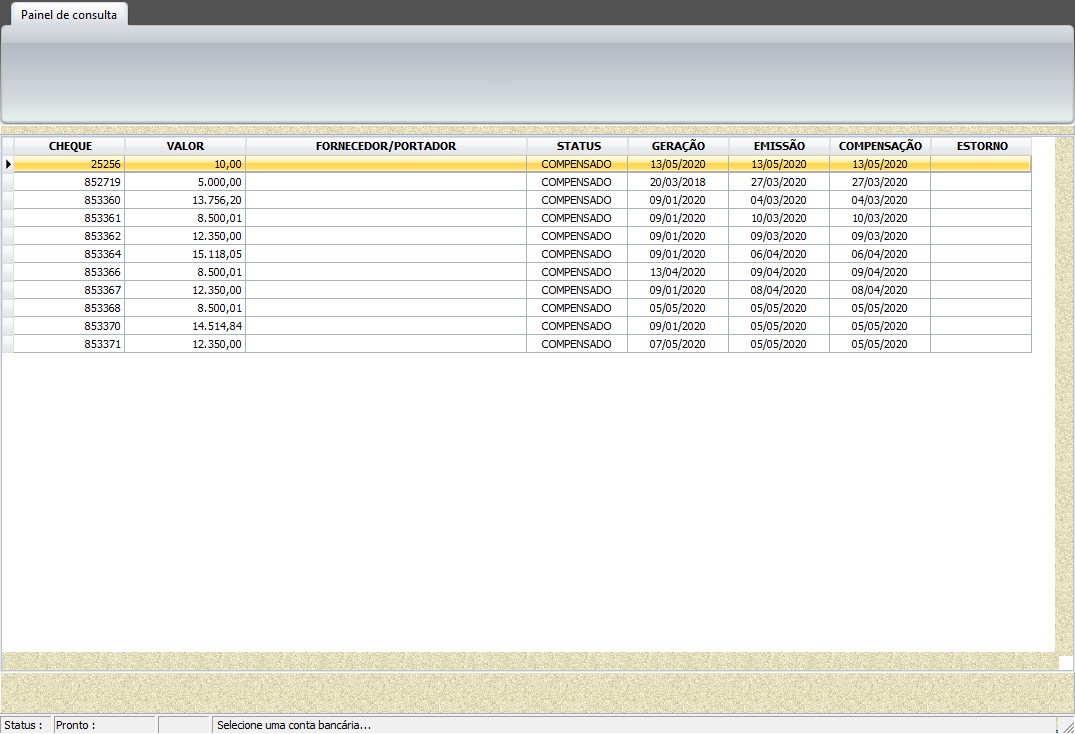 Painel de consulta
CHEQUE VALOR FORNECEDOR/PORTADOR STATUS GERAÇÃO EMISSÃO COMPENSAÇÃO ESTORNO
25256 10,00 COMPENSADO 13/05/2020 13/05/2020 13/05/2020
852719 5.000,00 COMPENSADO 20/03/2018 27/03/2020 27/03/2020
853360 13.756,20 COMPENSADO 09/01/2020 04/03/2020 04/03/2020
853361 8.500,01 COMPENSADO 09/01/2020 10/03/2020 10/03/2020
853362 12.350,00 COMPENSADO 09/01/2020 09/03/2020 09/03/2020
853364 15.118,05 COMPENSADO 09/01/2020 06/04/2020 06/04/2020
853366 8.500,01 COMPENSADO 13/04/2020 09/04/2020 09/04/2020
853367 12.350,00 COMPENSADO 09/01/2020 08/04/2020 08/04/2020
853368 8.500,01 COMPENSADO 05/05/2020 05/05/2020 05/05/2020
853370 14.514,84 COMPENSADO 09/01/2020 05/05/2020 05/05/2020
853371 12.350,00 COMPENSADO 07/05/2020 05/05/2020 05/05/2020
Status : Pronto : Selecione uma conta bancária...